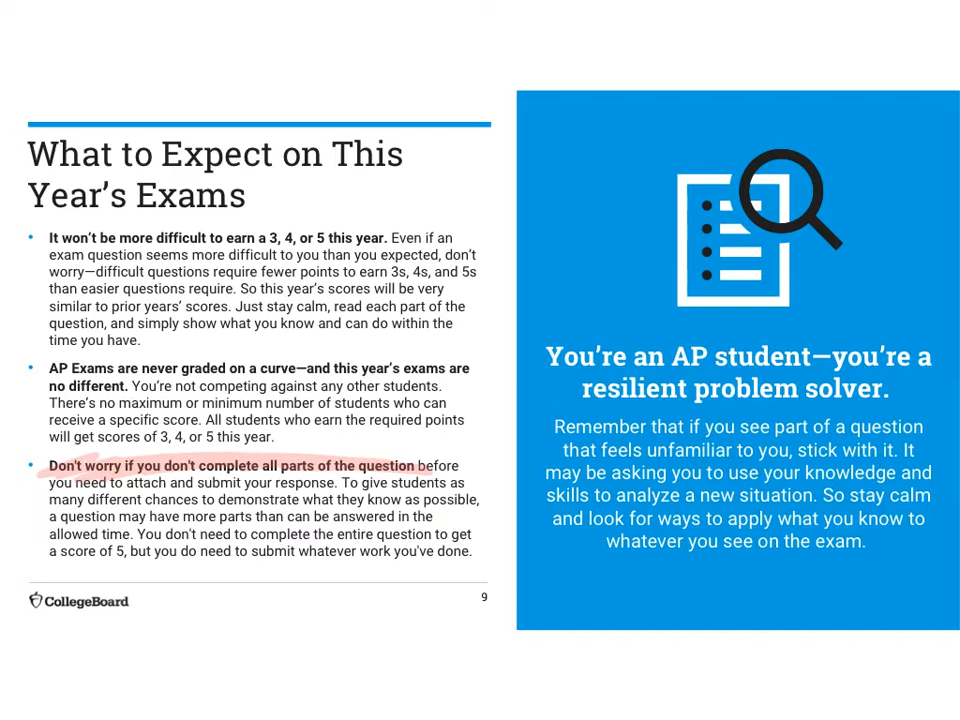 What to Expect on This
Year’s Exams
• It won’t be more difficult to earn a 3, 4, or 5 this year. Even if an
exam question seems more difficult to you than you expected, don’t
worry—difficult questions require fewer points to earn 3s, 4s, and 5s
than easier questions require. So this year’s scores will be very
similar to prior years’ scores. Just stay calm, read each part of the
question, and simply show what you know and can do within the
time you have.
• AP Exams are never graded on a curve—and this year’s exams are
no different. You’re not competing against any other students.
There’s no maximum or minimum number of students who can
receive a specific score. All students who earn the required points
will get scores of 3, 4, or 5 this year.
• Don't worry if you don't complete all parts of the question before
you need to attach and submit your response. To give students as
many different chances to demonstrate what they know as possible,
a question may have more parts than can be answered in the
allowed time. You don't need to complete the entire question to get
a score of 5, but you do need to submit whatever work you've done.
CollegeBoard
9
You’re an AP student—you’re a
resilient problem solver.
Remember that if you see part of a question
that feels unfamiliar to you, stick with it. It
may be asking you to use your knowledge and
skills to analyze a new situation. So stay calm
and look for ways to apply what you know to
whatever you see on the exam.